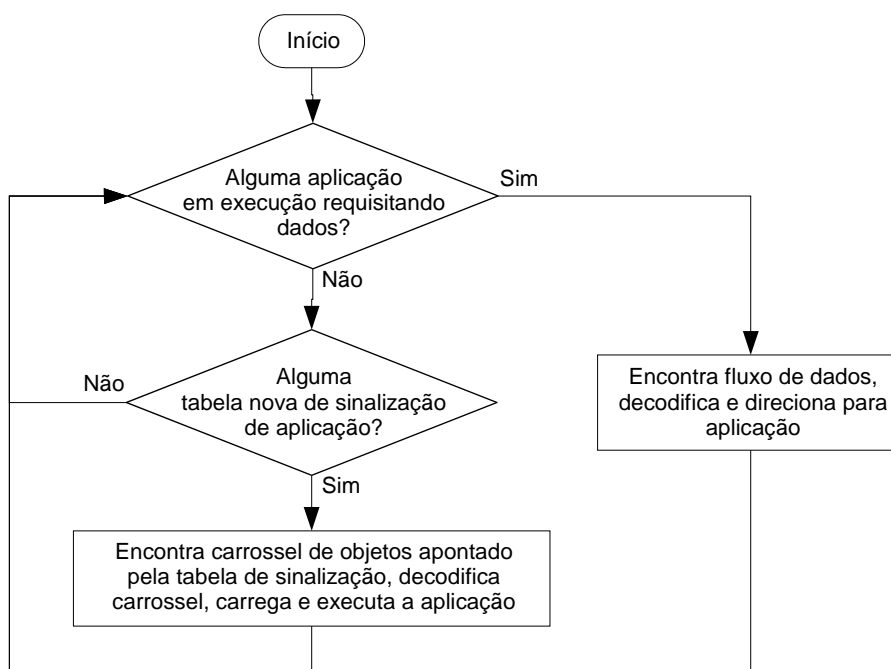 Início
Alguma aplicação
em execução requisitando
dados?
Sim
Não
Alguma
tabela nova de sinalização
de aplicação?
Não
Encontra fluxo de dados,
decodifica e direciona para
aplicação
Sim
Encontra carrossel de objetos apontado
pela tabela de sinalização, decodifica
carrossel, carrega e executa a aplicação